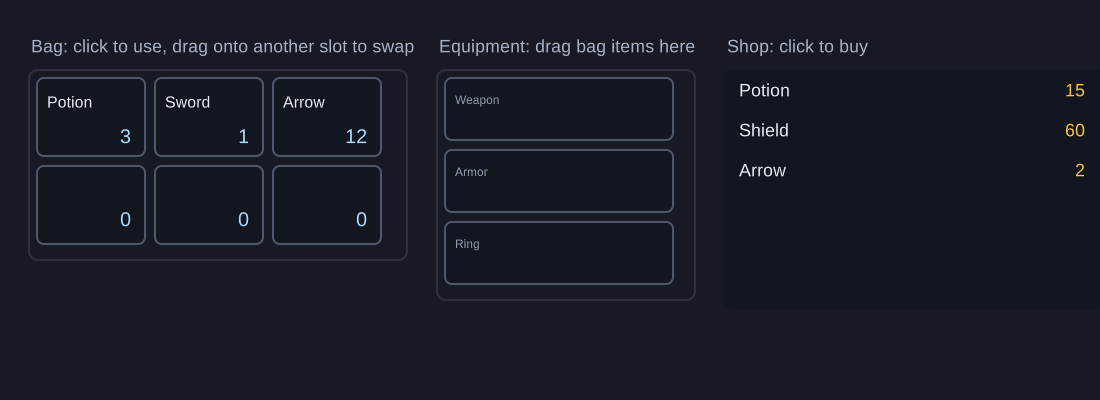 Bag: click to use, drag onto another slot to swap
Potion
3
Sword
1
Arrow
12
0
0
0
Equipment: drag bag items here
Weapon
Armor
Ring
Shop: click to buy
Potion 15
Shield 60
Arrow 2